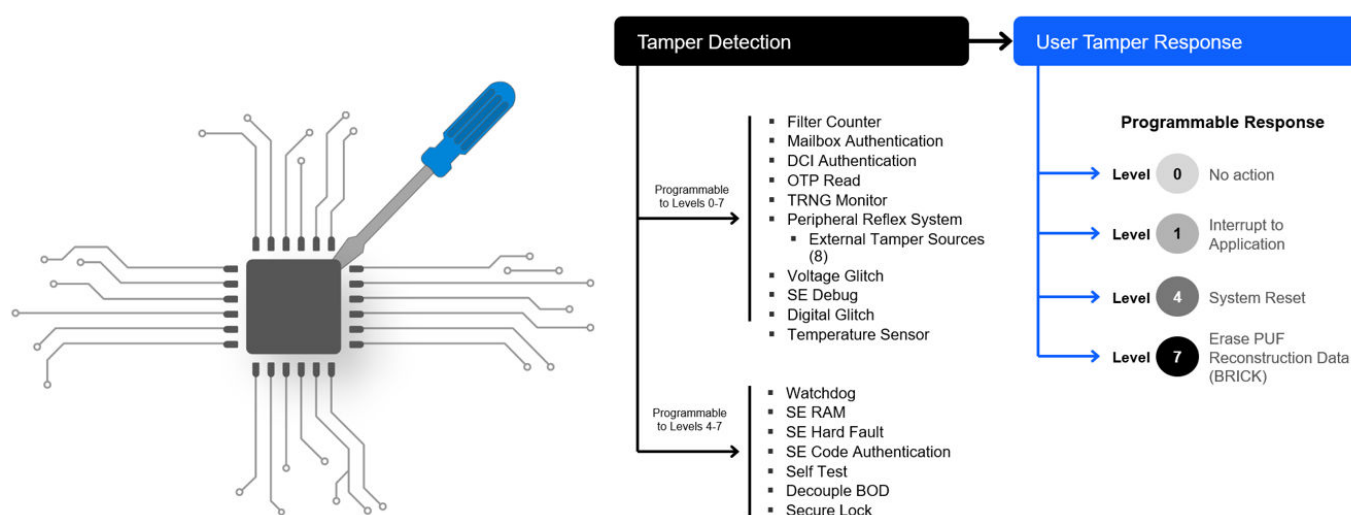 Tamper Detection
User Tamper Response
Programmable
to Levels 0-7
Filter Counter
Mailbox Authentication
DCI Authentication
OTP Read
TRNG Monitor
Peripheral Reflex System
External Tamper Sources
(8)
Voltage Glitch
SE Debug
Digital Glitch
Temperature Sensor
Programmable
to Levels 4-7
Watchdog
SE RAM
SE Hard Fault
SE Code Authentication
Self Test
Decouple BOD
Secure Lock
Programmable Response
Level 0 No action
Level 1 Interrupt to
Application
Level 4 System Reset
Level 7 Erase PUF
Reconstruction Data
(BRICK)